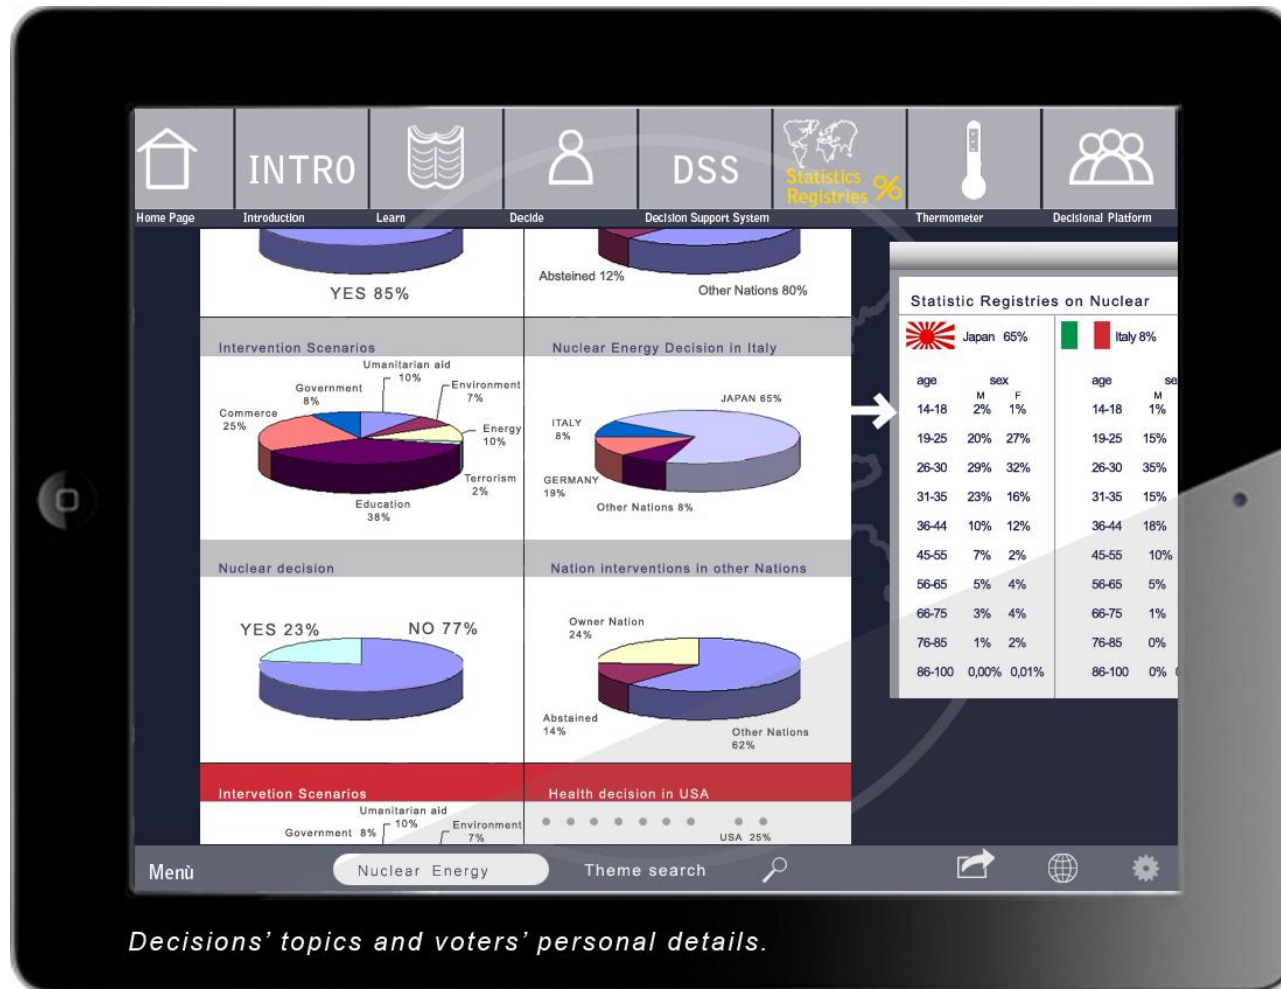 INTRO
DSS
Statistics
Registries %
Home Page
Introduction
Learn
Decide
Decision Support System
Thermometer
Decisional Platform
YES 85%
Absteined 12%
Other Nations 80%
Intervention Scenarios
Umanitarian aid
10%
Government
8%
Environment
7%
Commerce
25%
Energy
10%
Terrorism
2%
Education
38%
Nuclear Energy Decision in Italy
JAPAN 65%
ITALY
8%
GERMANY
19%
Other Nations 8%
Nuclear decision
YES 23%
NO 77%
Nation interventions in other Nations
Owner Nation
24%
Abstained
14%
Other Nations
62%
Intervetion Scenarios
Umanitarian aid
10%
Government 8%
Environment
7%
Health decision in USA
USA 25%
Statistic Registries on Nuclear
Japan 65%
age sex
M F
14-18 2% 1%
19-25 20% 27%
26-30 29% 32%
31-35 23% 16%
36-44 10% 12%
45-55 7% 2%
56-65 5% 4%
66-75 3% 4%
76-85 1% 2%
86-100 0,00% 0,01%
Italy 8%
age se
M
14-18 1%
19-25 15%
26-30 35%
31-35 15%
36-44 18%
45-55 10%
56-65 5%
66-75 1%
76-85 0%
86-100 0%
Menù
Nuclear Energy
Theme search
Decisions' topics and voters' personal details.